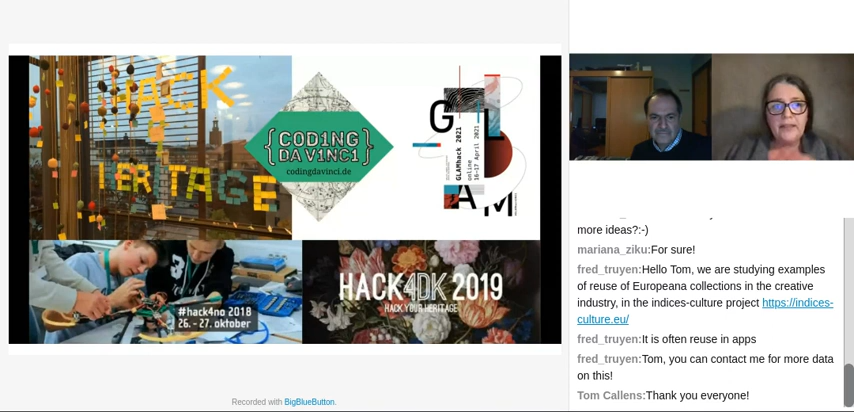 HACK
HERITAGE
{CODING
DA V1NC1}
codingdavinci.de
GLAM
GLAMhack 2021
online
16-17 April 2021
#hack4no 2018
26. - 27. oktober
HACK4DK 2019
HACK YOUR HERITAGE
Recorded with BigBlueButton.
more ideas?:-)
mariana_ziku:For sure!
fred_truyen:Hello Tom, we are studying examples
of reuse of Europeana collections in the creative
industry, in the indices-culture project https://indices-
culture.eu/
fred_truyen:It is often reuse in apps
fred_truyen:Tom, you can contact me for more data
on this!
Tom Callens:Thank you everyone!